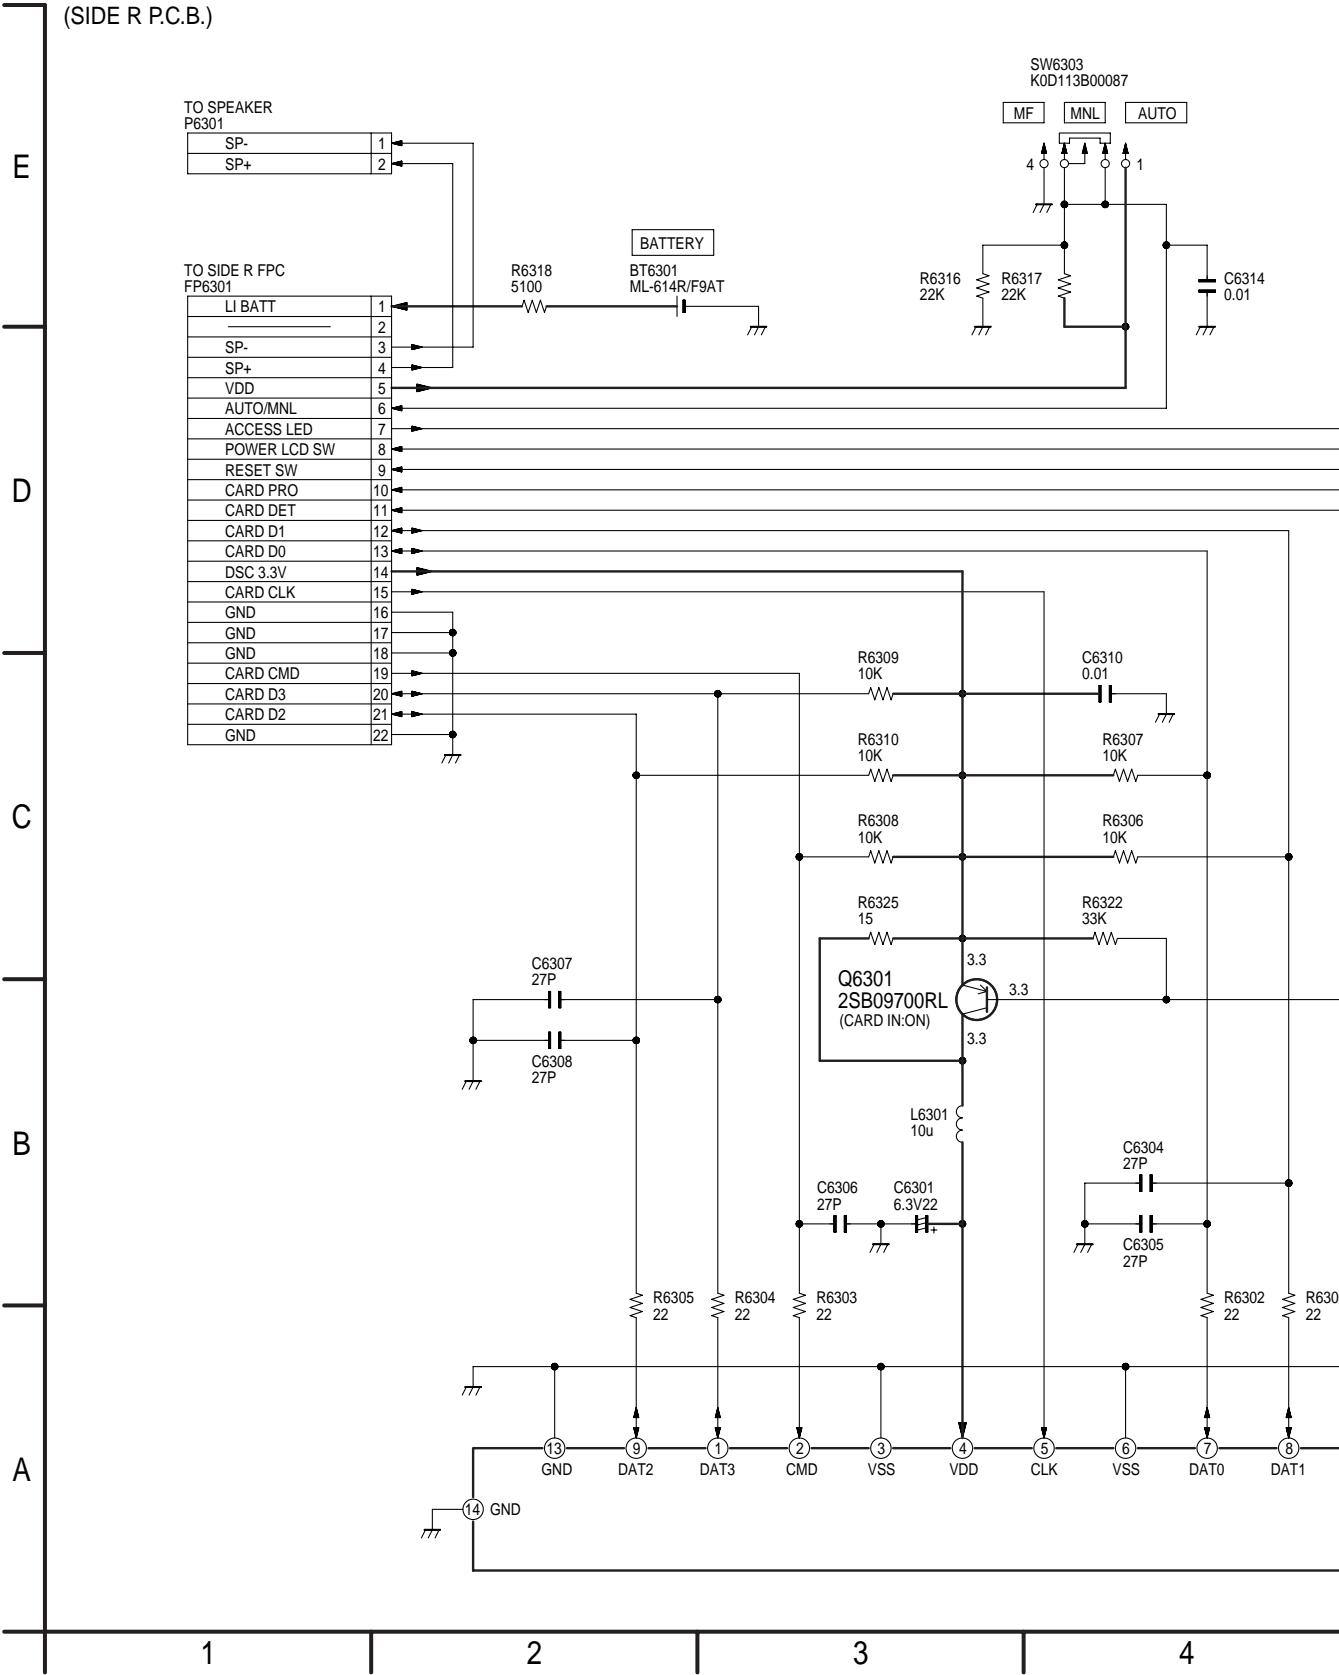 (SIDE R P.C.B.)
SW6303
K0D113B00087
MF MNL AUTO
4 1
TO SPEAKER
P6301
SP- 1
SP+ 2
E
BATTERY
TO SIDE R FPC
FP6301
R6318
5100
BT6301
ML-614R/F9AT
R6316
22K
R6317
22K
C6314
0.01
LI BATT 1
2
SP- 3
SP+ 4
VDD 5
AUTO/MNL 6
ACCESS LED 7
POWER LCD SW 8
RESET SW 9
CARD PRO 10
CARD DET 11
CARD D1 12
CARD D0 13
DSC 3.3V 14
CARD CLK 15
GND 16
GND 17
GND 18
CARD CMD 19
CARD D3 20
CARD D2 21
GND 22
D
R6309
10K
C6310
0.01
R6310
10K
R6307
10K
C
R6308
10K
R6306
10K
R6325
15
R6322
33K
3.3
Q6301
2SB09700RL
(CARD IN:ON)
3.3
3.3
C6307
27P
C6308
27P
L6301
10u
B
C6304
27P
C6306
27P
C6301
6.3V22
+
C6305
27P
R6305
22
R6304
22
R6303
22
R6302
22
R630
22
A
13 9 1 2 3 4 5 6 7 8
GND DAT2 DAT3 CMD VSS VDD CLK VSS DAT0 DAT1
14 GND
1 2 3 4